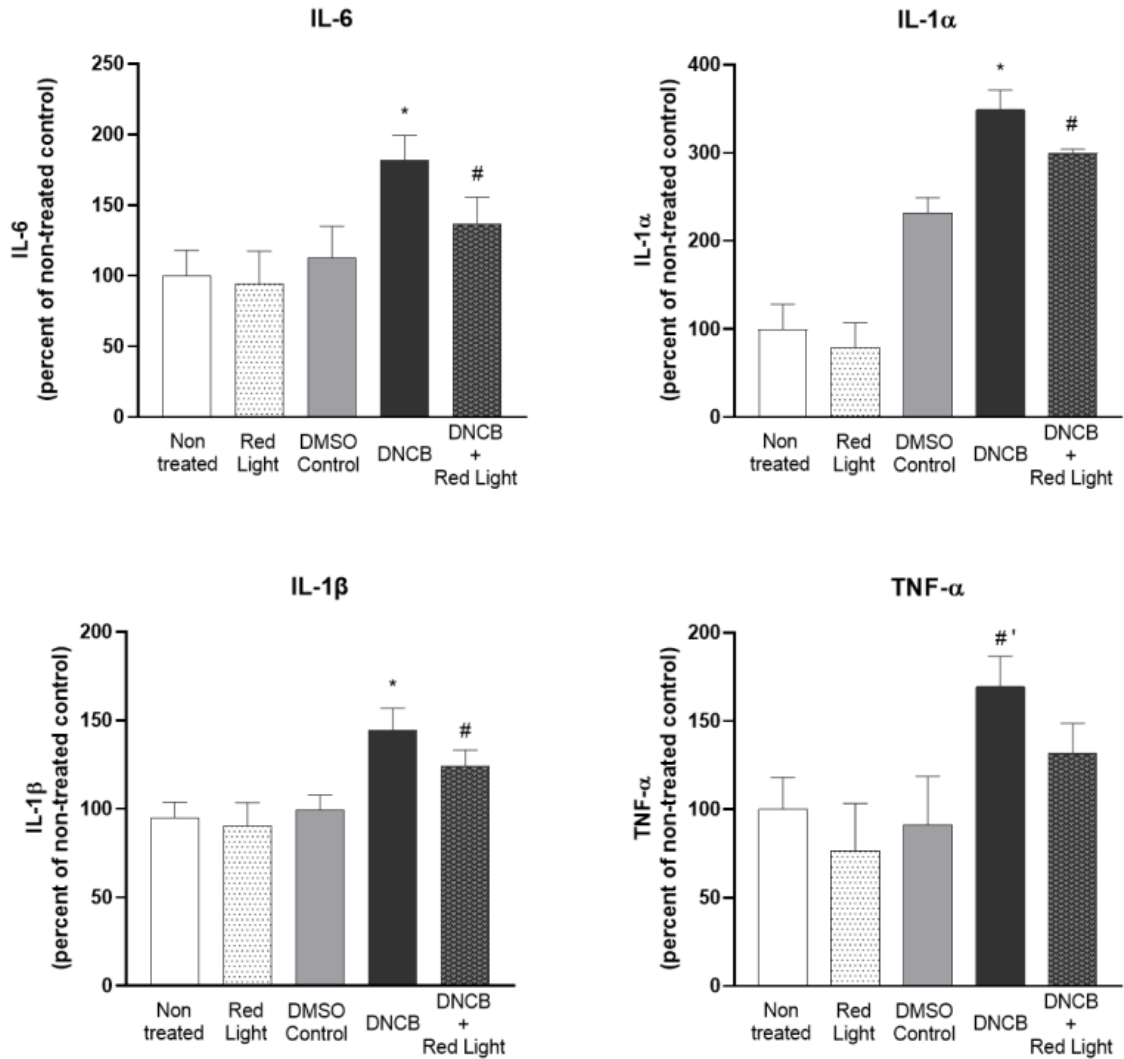 IL-6
IL-6
(percent of non-treated control)
250
200
150
100
50
0
*
#
Non
treated
Red
Light
DMSO
Control
DNCB
DNCB
+
Red Light
IL-1α
IL-1α
(percent of non-treated control)
400
300
200
100
0
*
#
Non
treated
Red
Light
DMSO
Control
DNCB
DNCB
+
Red Light
IL-1β
IL-1β
(percent of non-treated control)
200
150
100
50
0
*
#
Non
treated
Red
Light
DMSO
Control
DNCB
DNCB
+
Red Light
TNF-α
TNF-α
(percent of non-treated control)
200
150
100
50
0
# '
Non
treated
Red
Light
DMSO
Control
DNCB
DNCB
+
Red Light